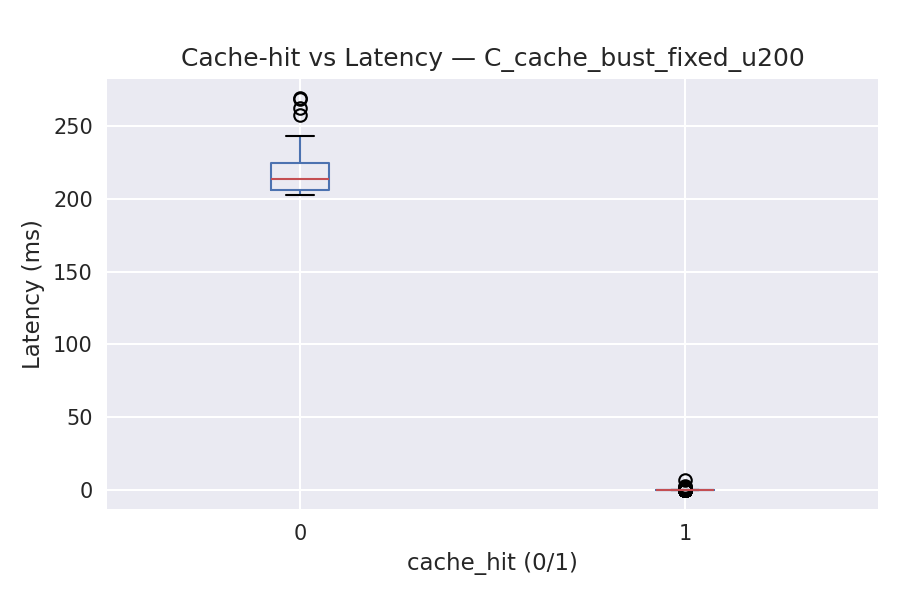 Cache-hit vs Latency — C_cache_bust_fixed_u200
Latency (ms)
250
200
150
100
50
0
0 1
cache_hit (0/1)